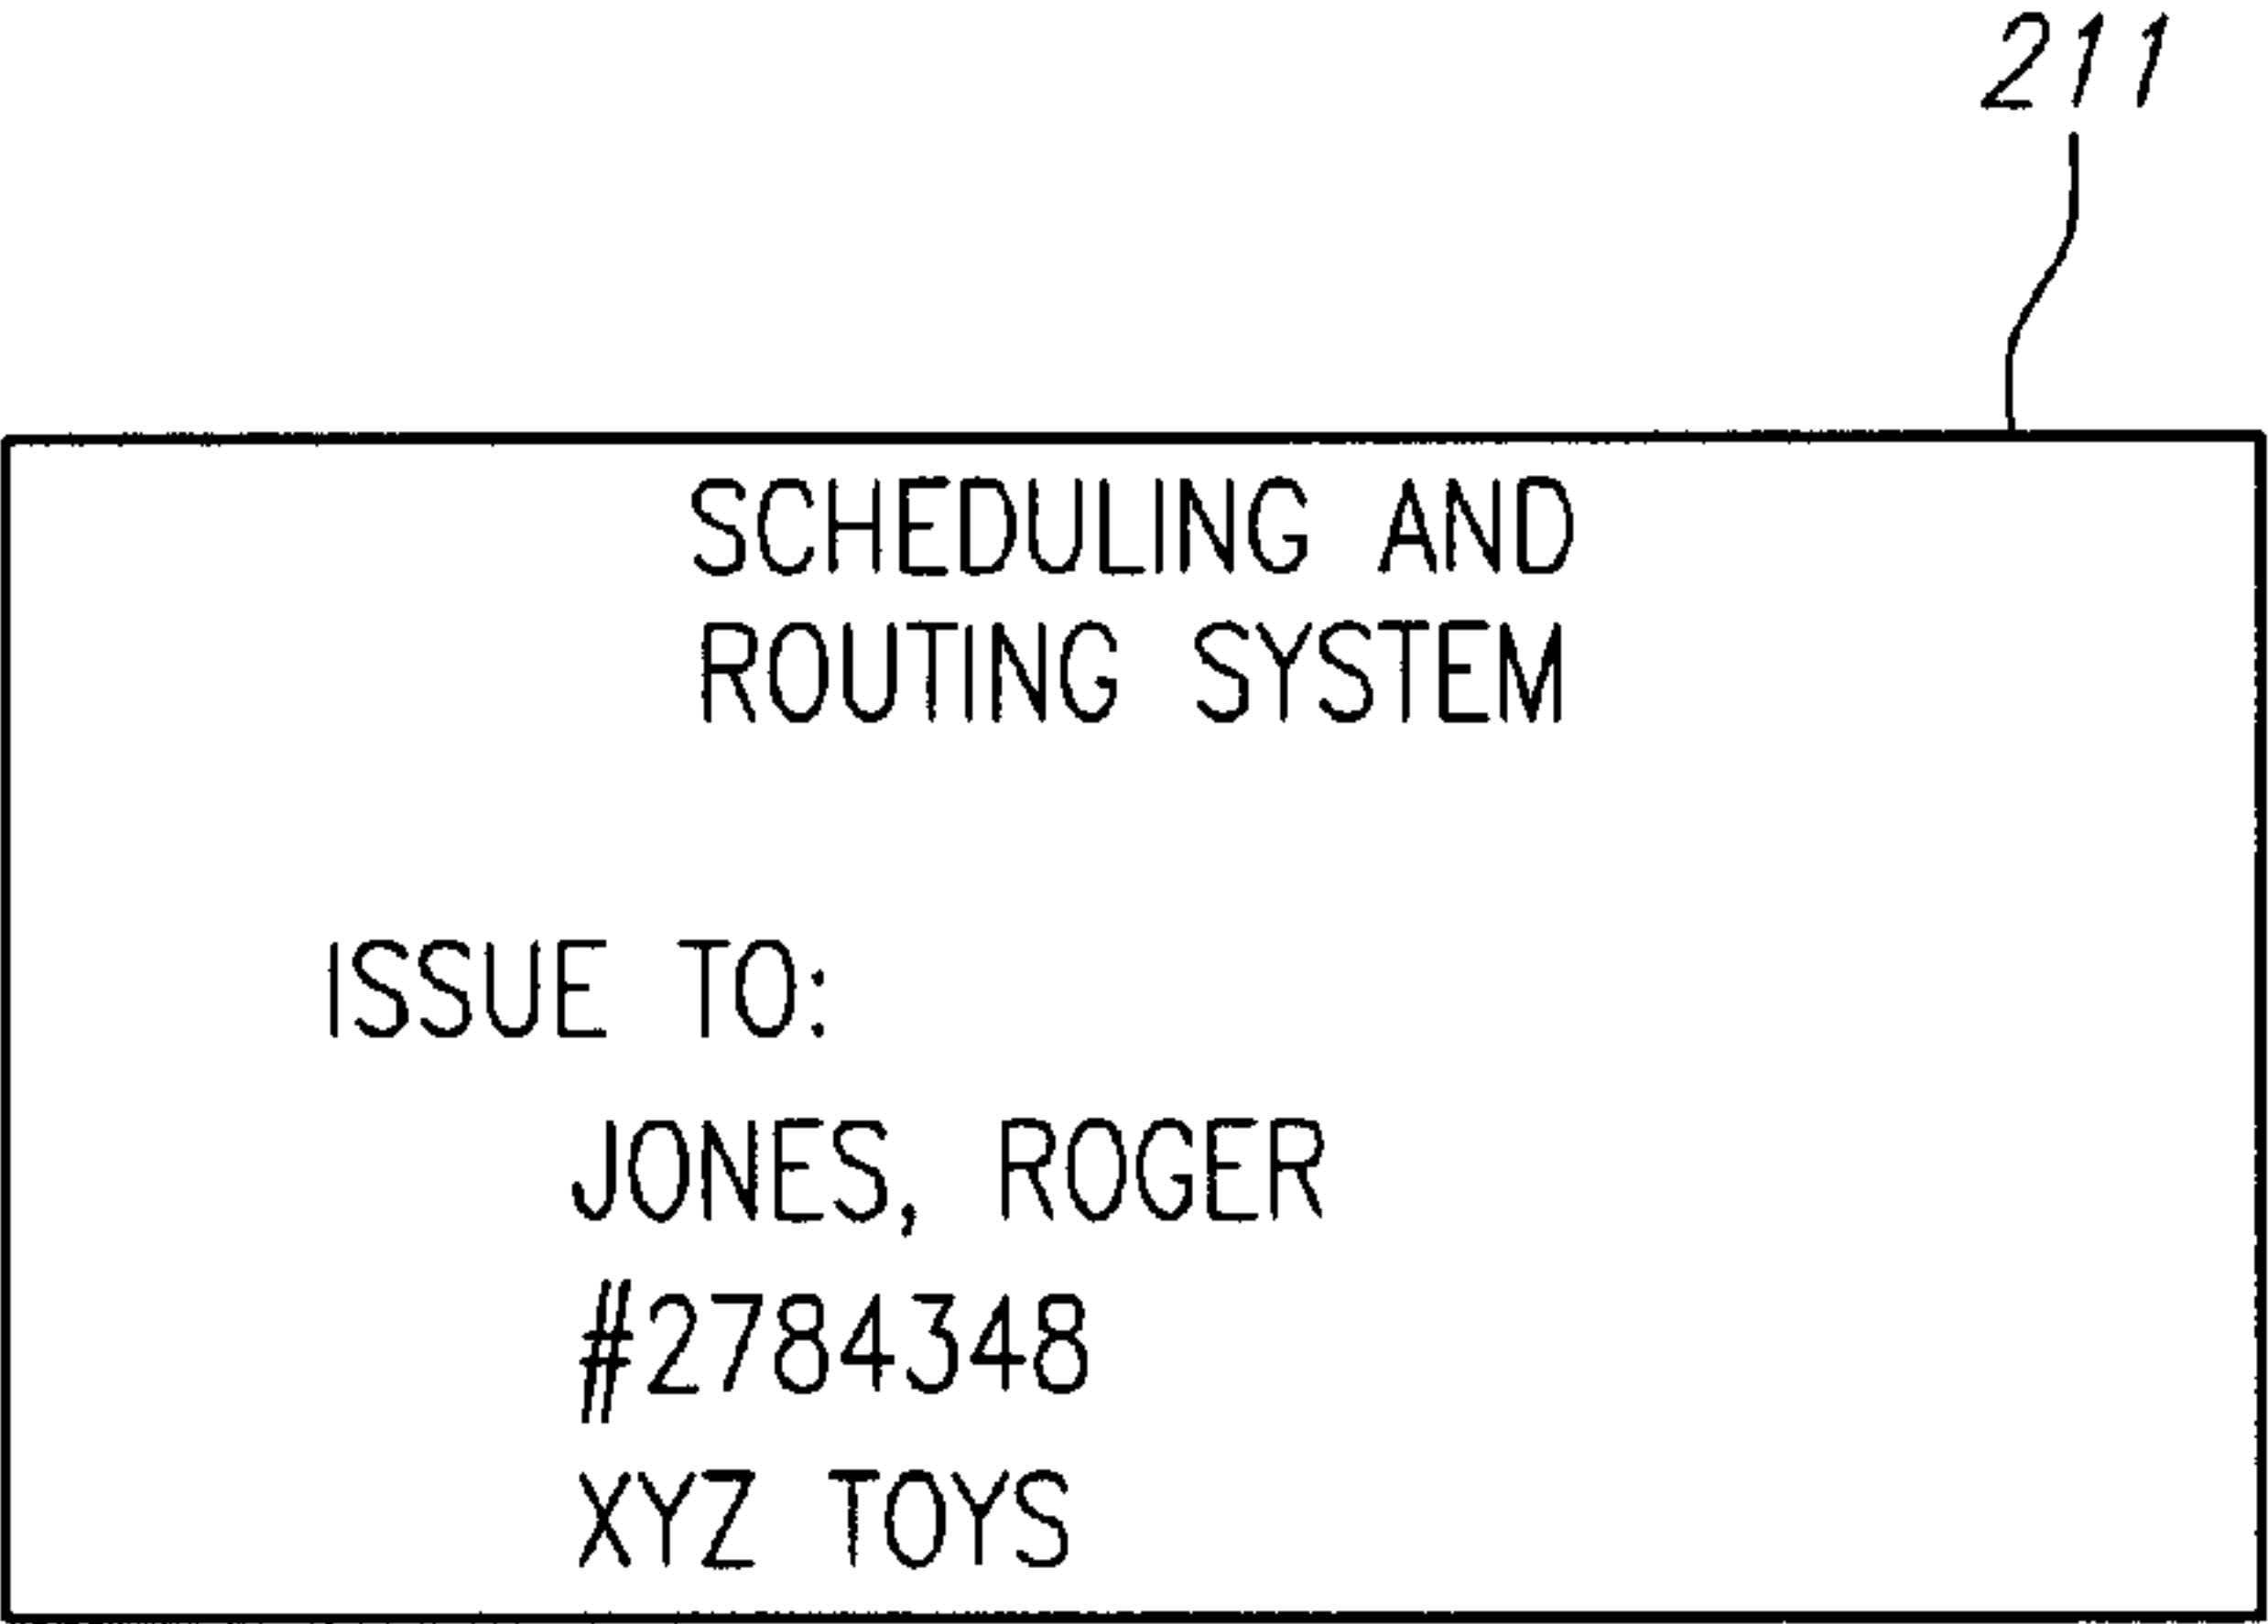 211
SCHEDULING AND
ROUTING SYSTEM
ISSUE TO:
JONES, ROGER
#2784348
XYZ TOYS